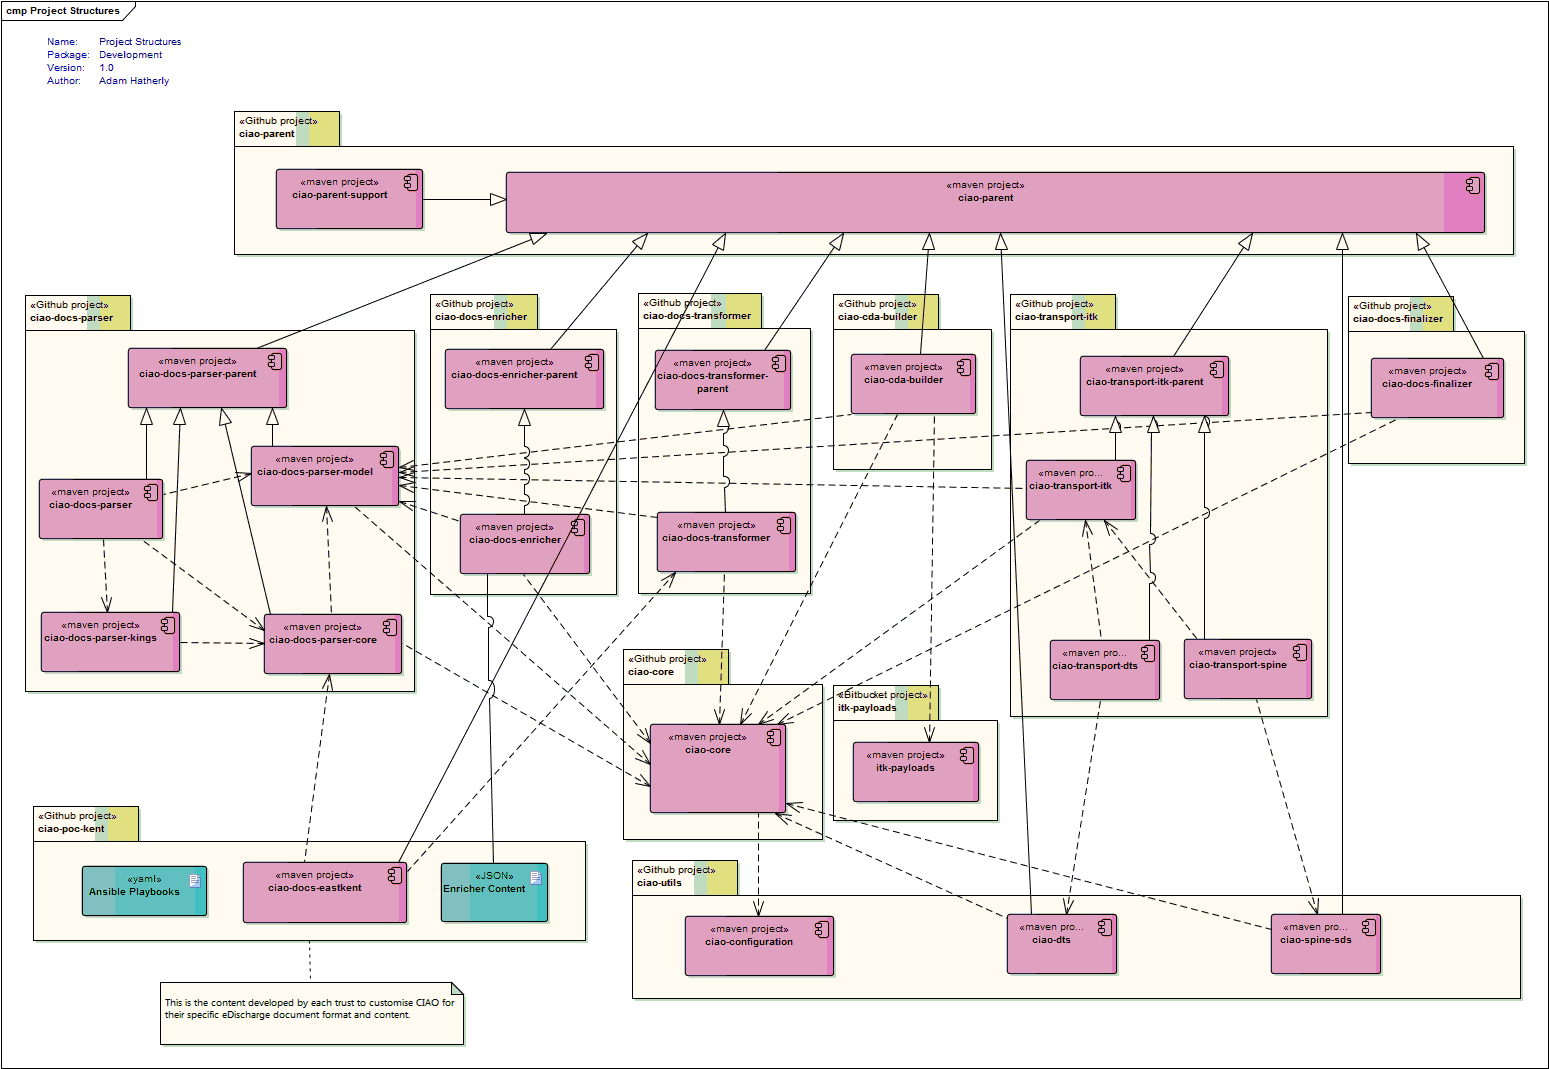 cmp Project Structures
Name: Project Structures
Package: Development
Version: 1.0
Author: Adam Hatherly
«Github project»
ciao-parent
«maven project»
ciao-parent-support
«maven project»
ciao-parent
«Github project»
ciao-docs-parser
«maven project»
ciao-docs-parser-parent
«maven project»
ciao-docs-parser-model
«maven project»
ciao-docs-parser
«maven project»
ciao-docs-parser-kings
«maven project»
ciao-docs-parser-core
«Github project»
ciao-docs-enricher
«maven project»
ciao-docs-enricher-parent
«maven project»
ciao-docs-enricher
«Github project»
ciao-docs-transformer
«maven project»
ciao-docs-transformer-
parent
«maven project»
ciao-docs-transformer
«Github project»
ciao-cda-builder
«maven project»
ciao-cda-builder
«Github project»
ciao-transport-itk
«maven project»
ciao-transport-itk-parent
«maven pro...
ciao-transport-itk
«maven pro...
ciao-transport-dts
«maven project»
ciao-transport-spine
«Github project»
ciao-docs-finalizer
«maven project»
ciao-docs-finalizer
«Github project»
ciao-core
«maven project»
ciao-core
«Bitbucket project»
itk-payloads
«maven project»
itk-payloads
«Github project»
ciao-poc-kent
«yaml»
Ansible Playbooks
«maven project»
ciao-docs-eastkent
«JSON»
Enricher Content
«Github project»
ciao-utils
«maven project»
ciao-configuration
«maven pro...
ciao-dts
«maven pro...
ciao-spine-sds
This is the content developed by each trust to customise CIAO for
their specific eDischarge document format and content.